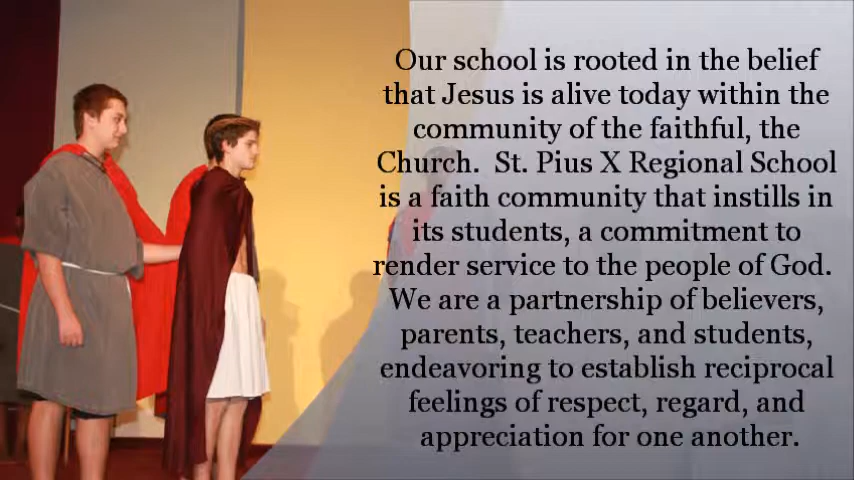 Our school is rooted in the belief
that Jesus is alive today within the
community of the faithful, the
Church.  St. Pius X Regional School
is a faith community that instills in
its students, a commitment to
render service to the people of God.
We are a partnership of believers,
parents, teachers, and students,
endeavoring to establish reciprocal
feelings of respect, regard, and
appreciation for one another.